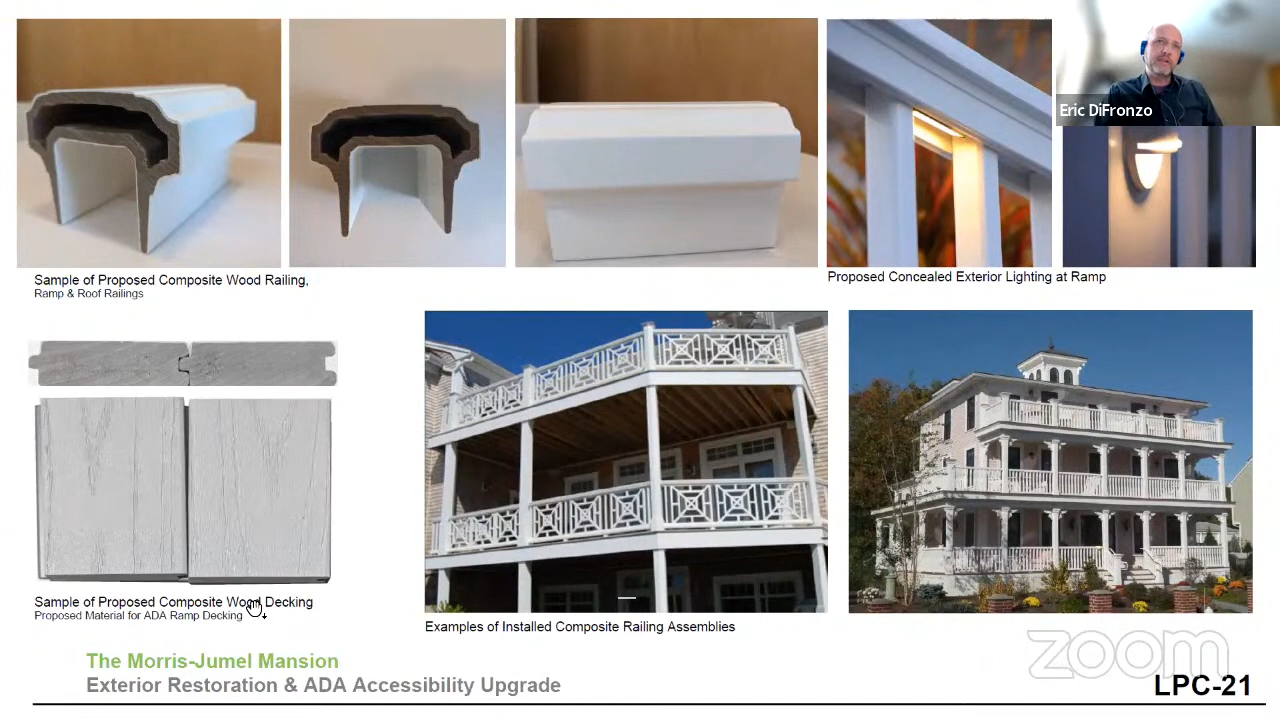 Eric DiFronzo
Sample of Proposed Composite Wood Railing,
Ramp & Roof Railings
Proposed Concealed Exterior Lighting at Ramp
Sample of Proposed Composite Wood Decking
Proposed Material for ADA Ramp Decking
Examples of Installed Composite Railing Assemblies
The Morris-Jumel Mansion
Exterior Restoration & ADA Accessibility Upgrade
zoom
LPC-21